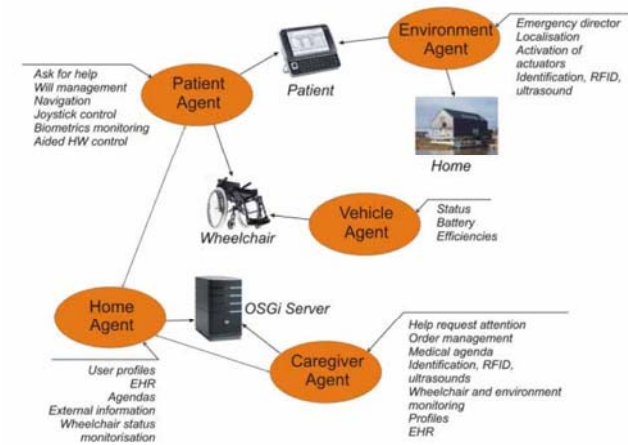 Emergency director
Localisation
Activation of
actuators
Identification, RFID,
ultrasound
Environment
Agent
Ask for help
Will management
Navigation
Joystick control
Biometrics monitoring
Aided HW control
Patient
Agent
Patient
Home
Wheelchair
Vehicle
Agent
Status
Battery
Efficiencies
Home
Agent
OSGi Server
Caregiver
Agent
User profiles
EHR
Agendas
External information
Wheelchair status
monitorisation
Help request attention
Order management
Medical agenda
Identification, RFID,
ultrasounds
Wheelchair and environment
monitoring
Profiles
EHR